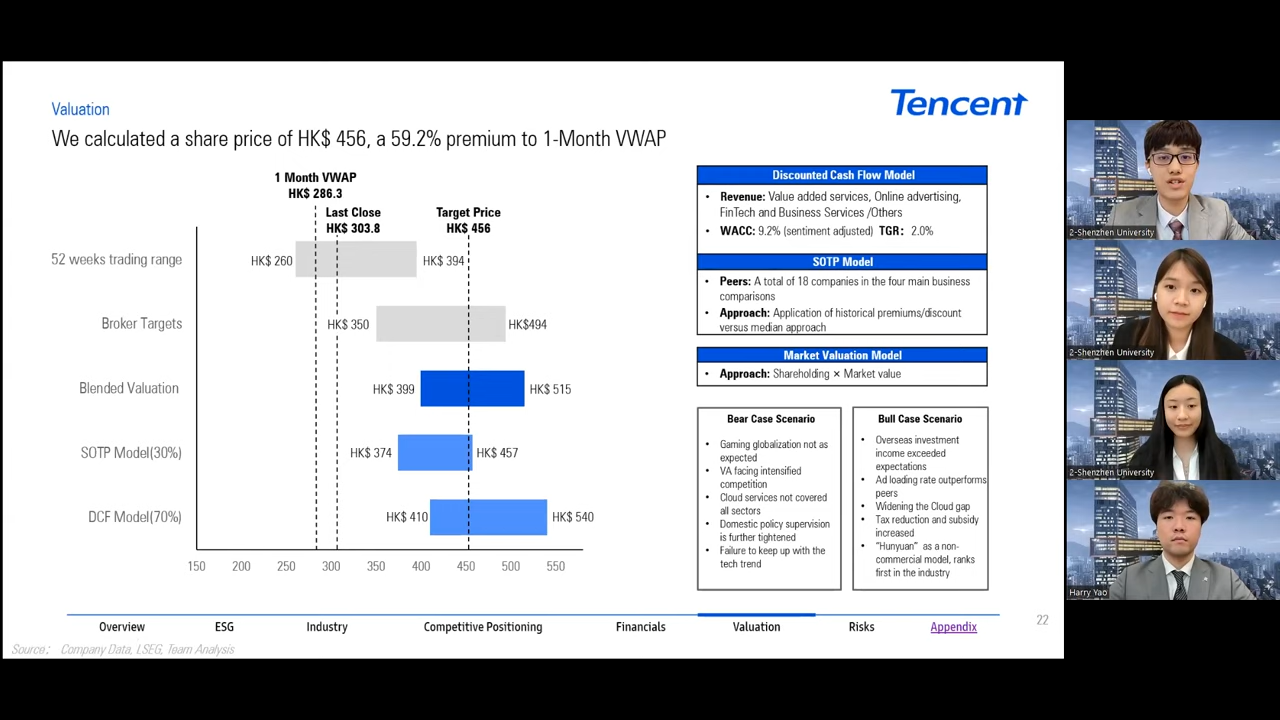 Valuation
Tencent
We calculated a share price of HK$ 456, a 59.2% premium to 1-Month VWAP
1 Month VWAP
HK$ 286.3
Last Close
HK$ 303.8
Target Price
HK$ 456
52 weeks trading range
HK$ 260
HK$ 394
Broker Targets
HK$ 350
HK$494
Blended Valuation
HK$ 399
HK$ 515
SOTP Model(30%)
HK$ 374
HK$ 457
DCF Model(70%)
HK$ 410
HK$ 540
150 200 250 300 350 400 450 500 550
Discounted Cash Flow Model
• Revenue: Value added services, Online advertising,
FinTech and Business Services /Others
• WACC: 9.2% (sentiment adjusted) TGR: 2.0%
SOTP Model
• Peers: A total of 18 companies in the four main business
comparisons
• Approach: Application of historical premiums/discount
versus median approach
Market Valuation Model
• Approach: Shareholding × Market value
Bear Case Scenario
• Gaming globalization not as
expected
• VA facing intensified
competition
• Cloud services not covered
all sectors
• Domestic policy supervision
is further tightened
• Failure to keep up with the
tech trend
Bull Case Scenario
• Overseas investment
income exceeded
expectations
• Ad loading rate outperforms
peers
• Widening the Cloud gap
• Tax reduction and subsidy
increased
• "Hunyuan" as a non-
commercial model, ranks
first in the industry
Overview ESG Industry Competitive Positioning Financials Valuation Risks Appendix
22
Source: Company Data, LSEG, Team Analysis
2-Shenzhen University
2-Shenzhen University
2-Shenzhen University
Harry Yao